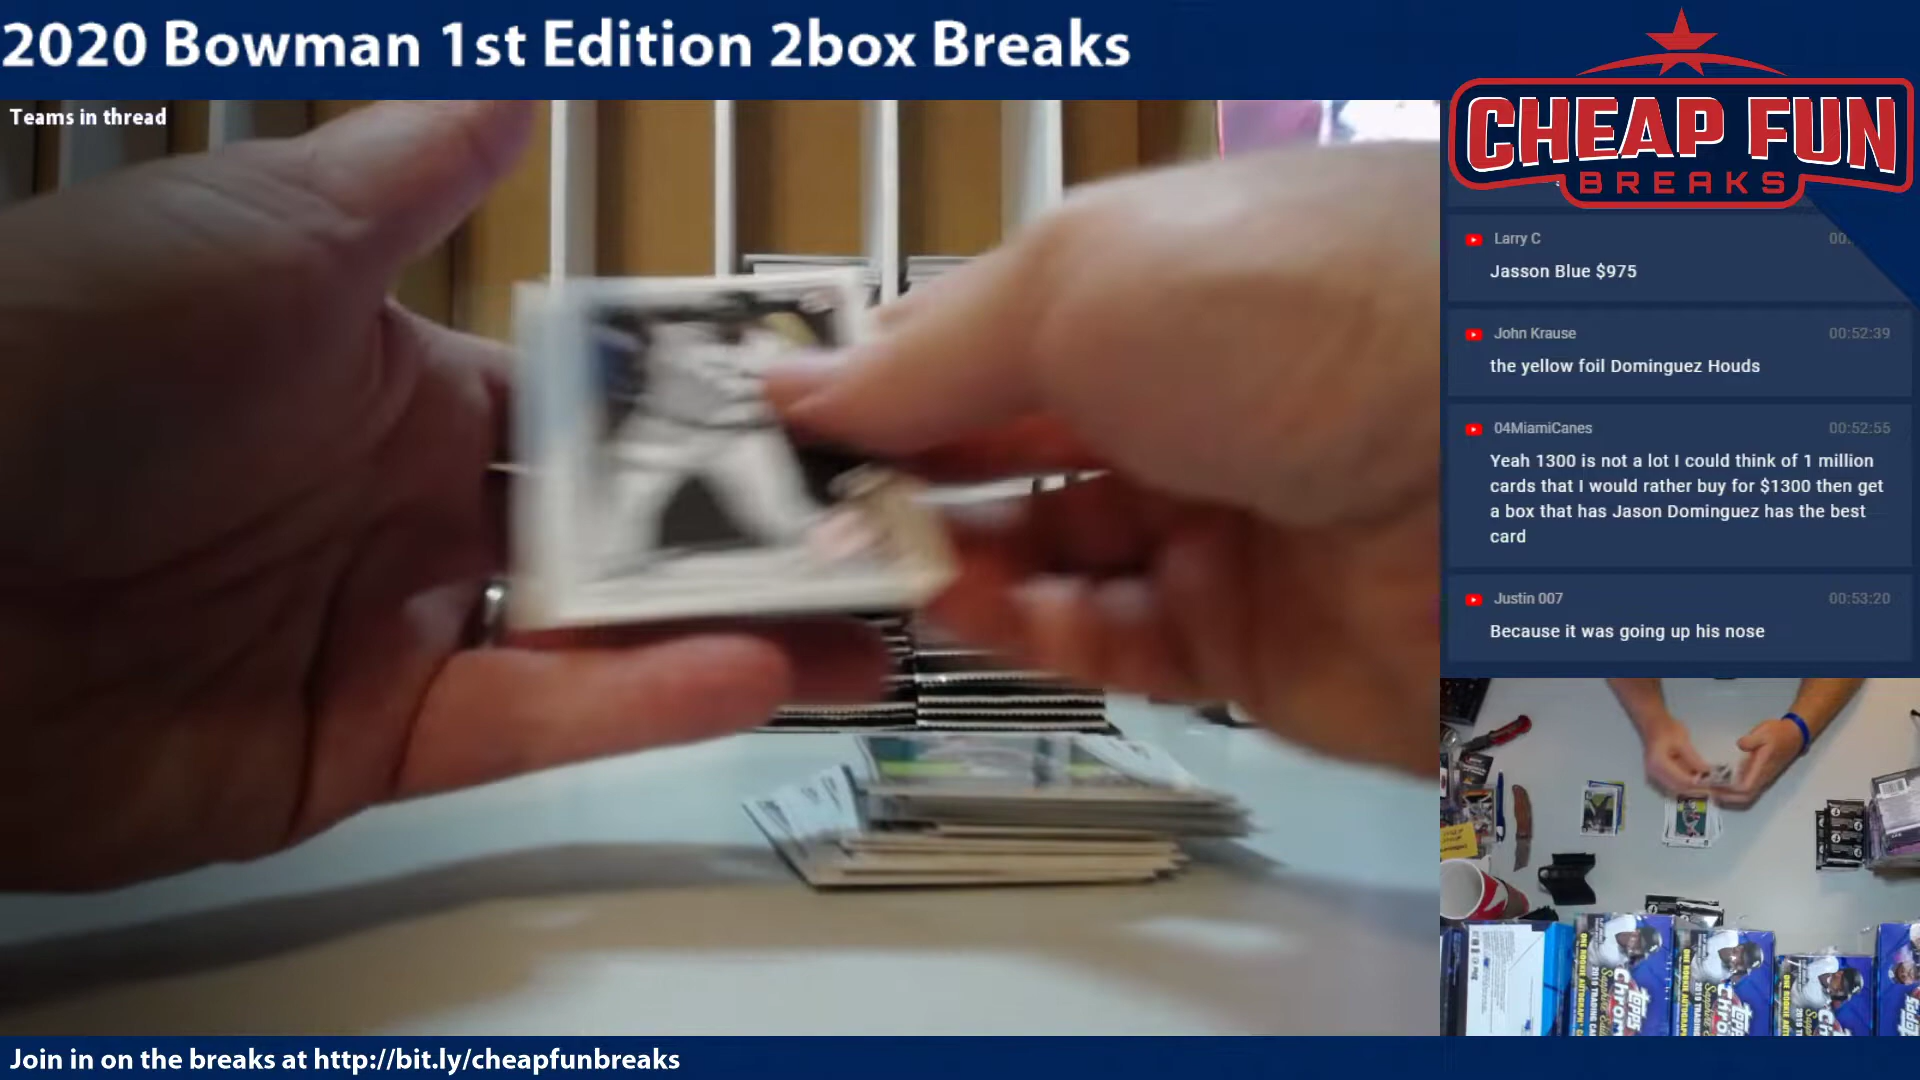 2020 Bowman 1st Edition 2box Breaks
Teams in thread
CHEAP FUN
BREAKS
Larry C
00:
Jasson Blue $975
John Krause
00:52:39
the yellow foil Dominguez Houds
04MiamiCanes
00:52:55
Yeah 1300 is not a lot I could think of 1 million
cards that I would rather buy for $1300 then get
a box that has Jason Dominguez has the best
card
Justin 007
00:53:20
Because it was going up his nose
Join in on the breaks at http://bit.ly/cheapfunbreaks